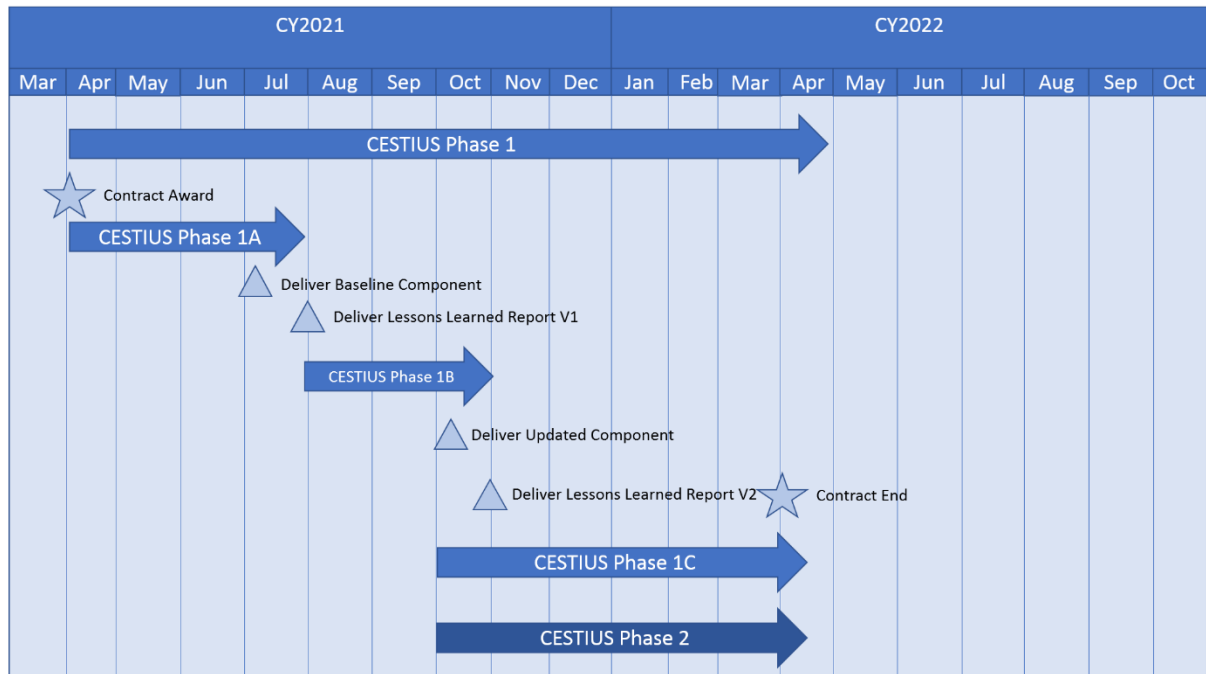 CY2021 CY2022
Mar Apr May Jun Jul Aug Sep Oct Nov Dec Jan Feb Mar Apr May Jun Jul Aug Sep Oct
CESTIUS Phase 1
Contract Award
CESTIUS Phase 1A
Deliver Baseline Component
Deliver Lessons Learned Report V1
CESTIUS Phase 1B
Deliver Updated Component
Deliver Lessons Learned Report V2 Contract End
CESTIUS Phase 1C
CESTIUS Phase 2